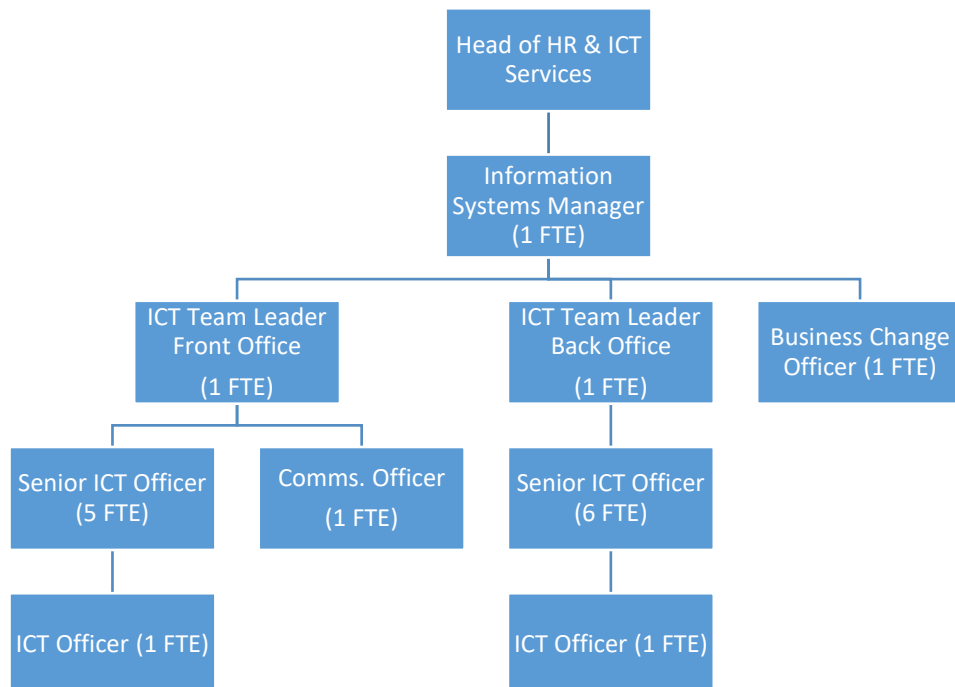 Head of HR & ICT
Services
Information
Systems Manager
(1 FTE)
ICT Team Leader
Front Office
(1 FTE)
ICT Team Leader
Back Office
(1 FTE)
Business Change
Officer (1 FTE)
Senior ICT Officer
(5 FTE)
Comms. Officer
(1 FTE)
Senior ICT Officer
(6 FTE)
ICT Officer (1 FTE)
ICT Officer (1 FTE)